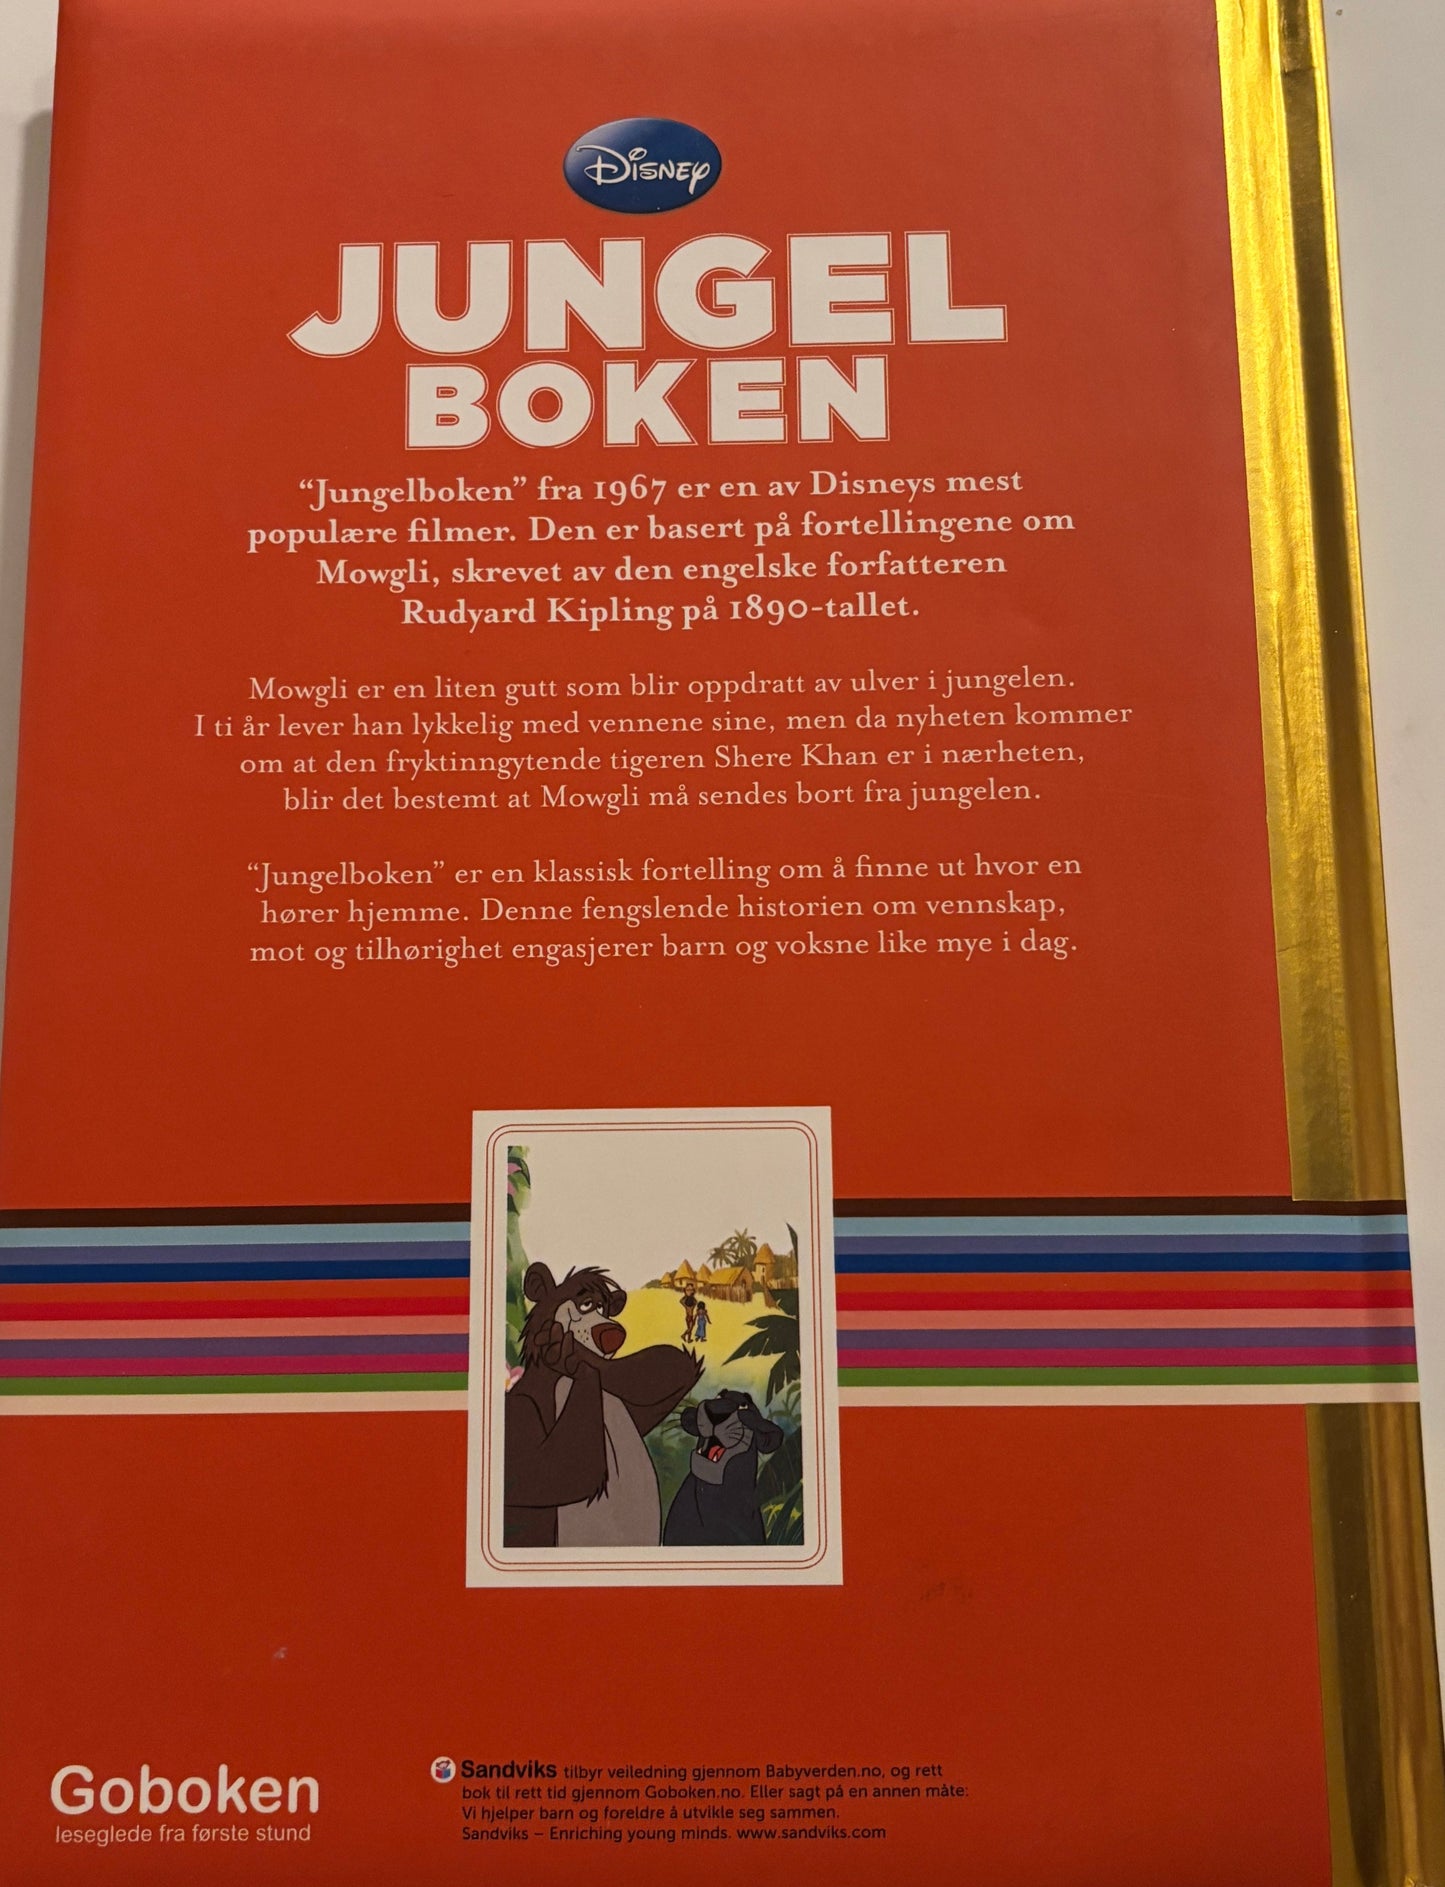 Disney
JUNGEL
BOKEN
“Jungelboken” fra 1967 er en av Disneys mest
populære filmer. Den er basert på fortellingene om
Mowgli, skrevet av den engelske forfatteren
Rudyard Kipling på 1890-tallet.
Mowgli er en liten gutt som blir oppdratt av ulver i jungelen.
I ti år lever han lykkelig med vennene sine, men da nyheten kommer
om at den fryktinngytende tigeren Shere Khan er i nærheten,
blir det bestemt at Mowgli må sendes bort fra jungelen.
“Jungelboken” er en klassisk fortelling om å finne ut hvor en
hører hjemme. Denne fengslende historien om vennskap,
mot og tilhørighet engasjerer barn og voksne like mye i dag.
Goboken
leseglede fra første stund
Sandviks tilbyr veiledning gjennom Babyverden.no, og rett
bok til rett tid gjennom Goboken.no. Eller sagt på en annen måte:
Vi hjelper barn og foreldre å utvikle seg sammen.
Sandviks – Enriching young minds. www.sandviks.com